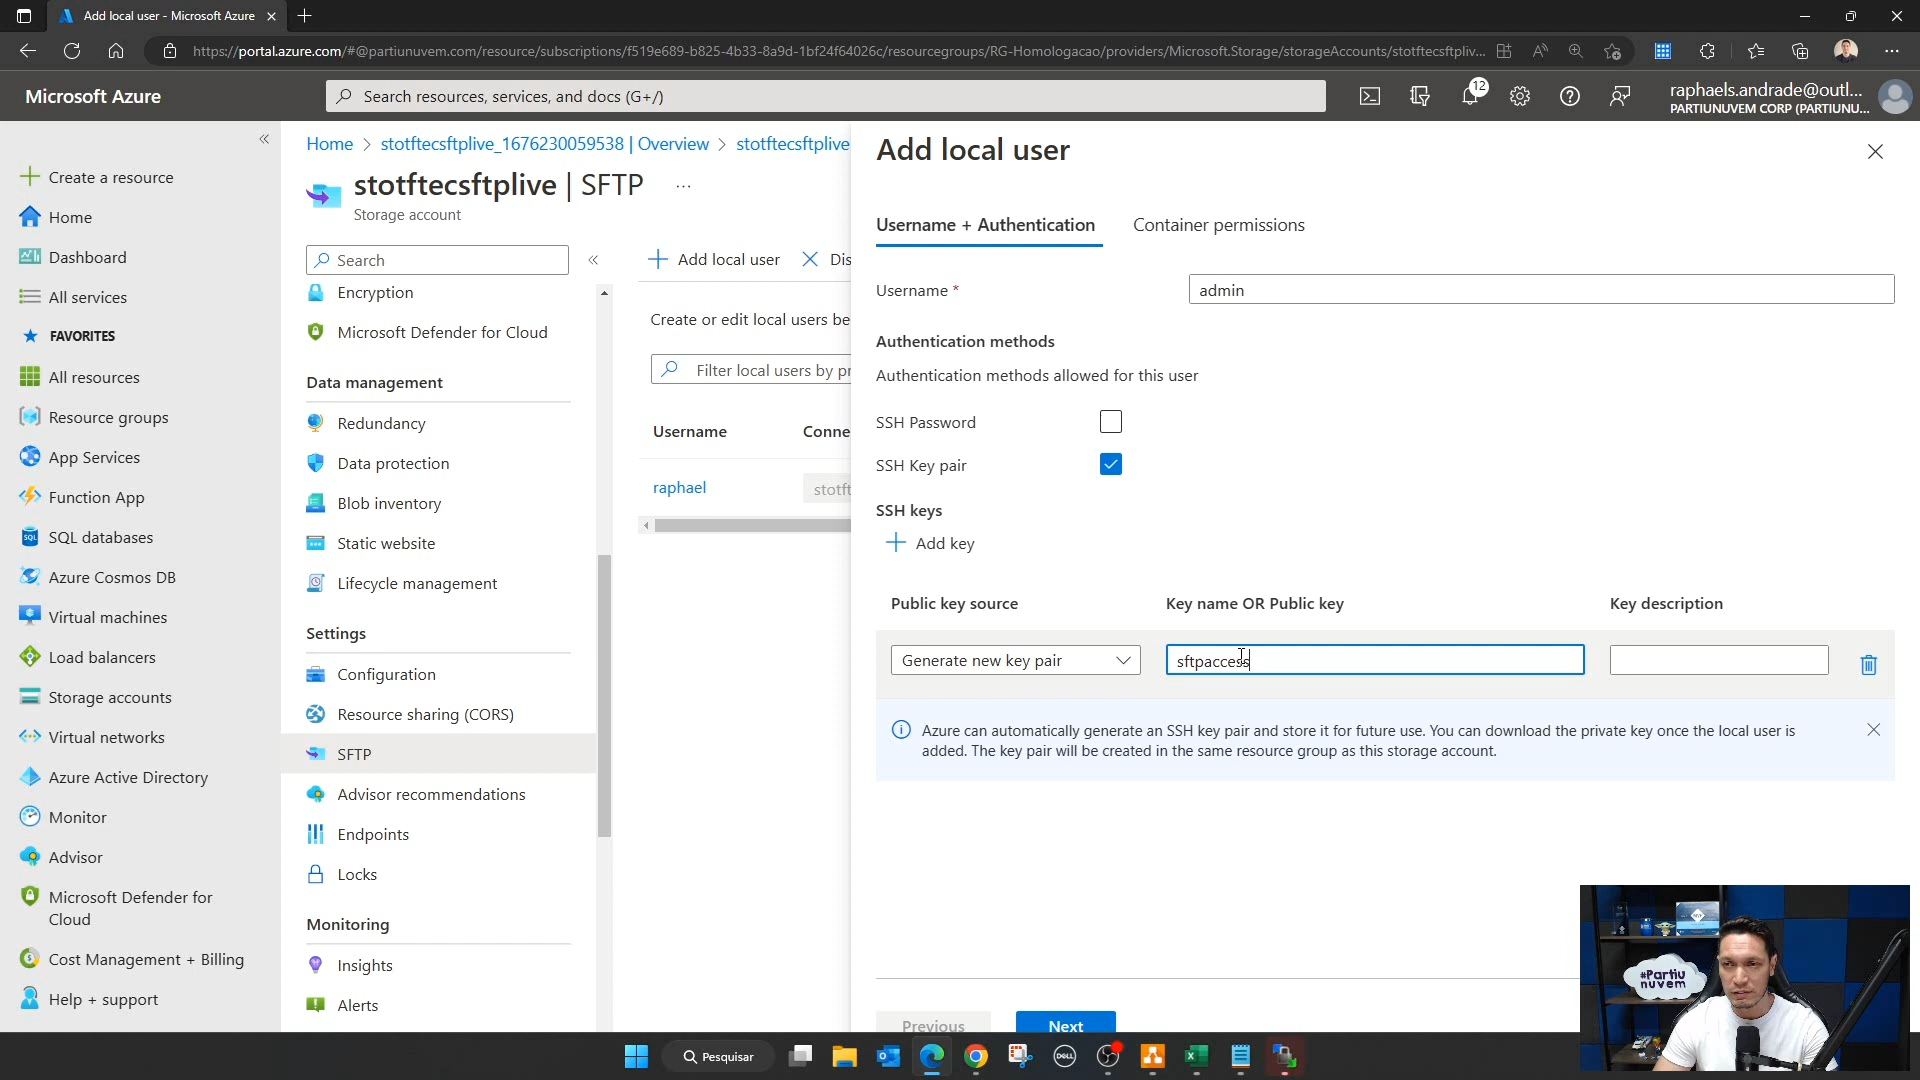 Add local user - Microsoft Azure
https://portal.azure.com/#@partiunuvem.com/resource/subscriptions/f519e689-b825-4b33-8a9d-1bf24f64026c/resourcegroups/RG-Homologacao/providers/Microsoft.Storage/storageAccounts/stotftecsftpliv...
Microsoft Azure
Search resources, services, and docs (G+/)
12
raphaels.andrade@outl...
PARTIUNUVEM CORP (PARTIUNU...
Create a resource
Home
Dashboard
All services
FAVORITES
All resources
Resource groups
App Services
Function App
SQL databases
Azure Cosmos DB
Virtual machines
Load balancers
Storage accounts
Virtual networks
Azure Active Directory
Monitor
Advisor
Microsoft Defender for
Cloud
Cost Management + Billing
Help + support
Home > stotftecsftplive_1676230059538 | Overview > stotftecsftplive
stotftecsftplive | SFTP ...
Storage account
Search
Encryption
Microsoft Defender for Cloud
Data management
Redundancy
Data protection
Blob inventory
Static website
Lifecycle management
Settings
Configuration
Resource sharing (CORS)
SFTP
Advisor recommendations
Endpoints
Locks
Monitoring
Insights
Alerts
Add local user
Dis
Create or edit local users be
Filter local users by pr
Username
Conne
raphael
stotft
Add local user
Username + Authentication
Container permissions
Username *
admin
Authentication methods
Authentication methods allowed for this user
SSH Password
SSH Key pair
SSH keys
Add key
Public key source
Key name OR Public key
Key description
Generate new key pair
sftpaccess
Azure can automatically generate an SSH key pair and store it for future use. You can download the private key once the local user is
added. The key pair will be created in the same resource group as this storage account.
Previous
Next
#Partiu
nuvem
Pesquisar
DELL